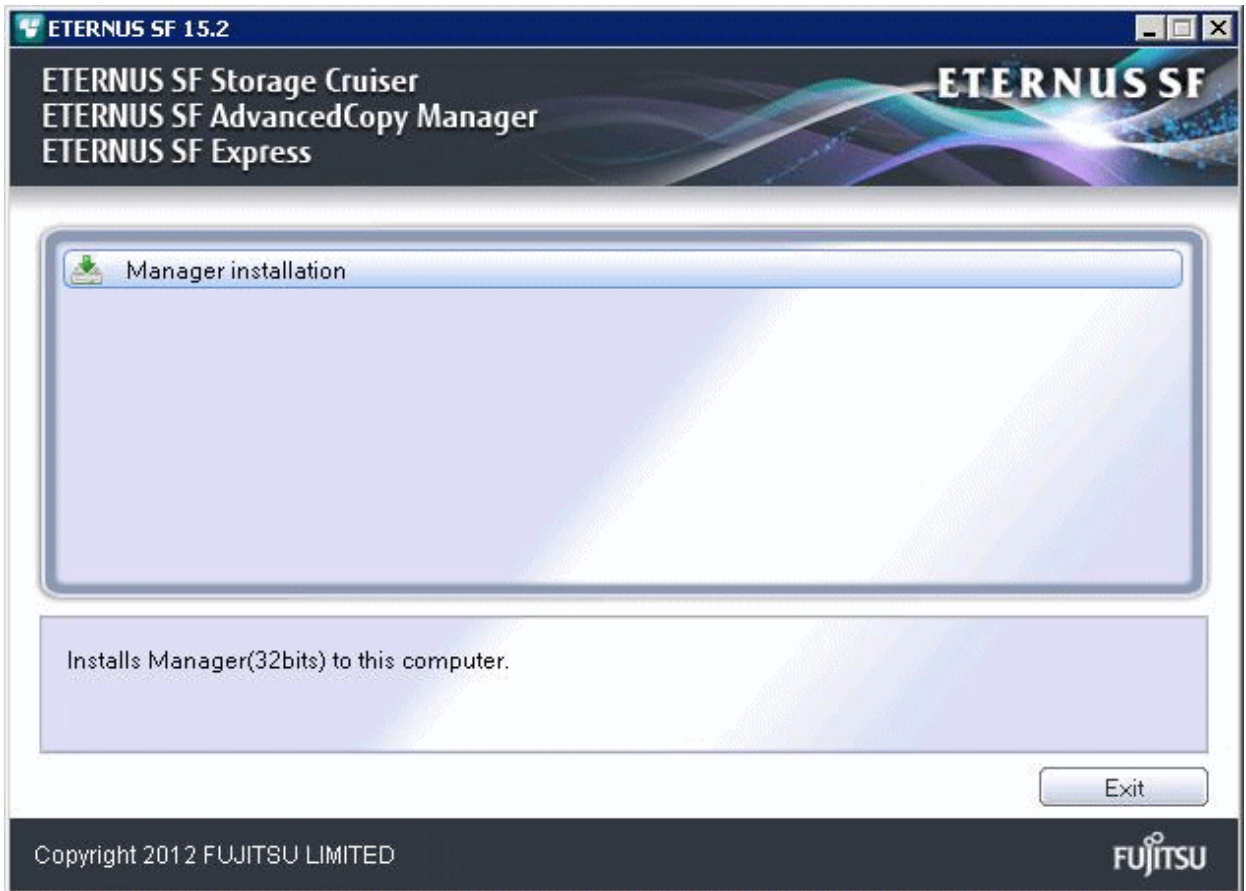 ETERNUS SF 15.2
ETERNUS SF Storage Cruiser
ETERNUS SF AdvancedCopy Manager
ETERNUS SF Express
ETERNUS SF
Manager installation
Installs Manager(32bits) to this computer.
Exit
Copyright 2012 FUJITSU LIMITED
FUJITSU